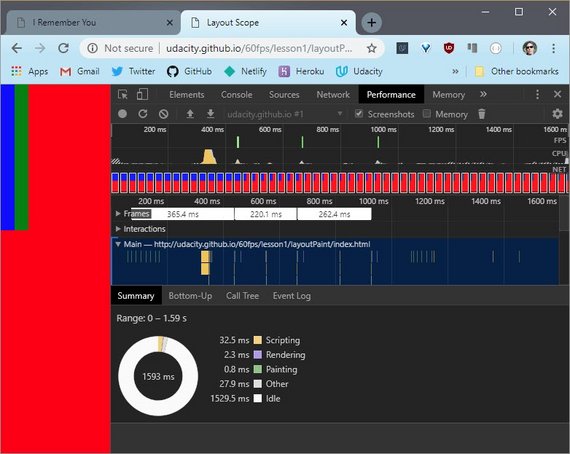 I Remember You
Layout Scope
Not secure | udacity.github.io/60fps/lesson1/layoutP...
Apps Gmail Twitter GitHub Netlify Heroku Udacity » Other bookmarks
Elements Console Sources Network Performance Memory »
udacity.github.io #1 Screenshots Memory
200 ms 400 ms 600 ms 800 ms 1000 ms 1200 ms 1400 ms 1600 ms
FPS
CPU
NET
200 ms 400 ms 600 ms 800 ms 1000 ms 1200 ms 1400 ms 1600 ms
Frames 365.4 ms 220.1 ms 262.4 ms
Interactions
Main — http://udacity.github.io/60fps/lesson1/layoutPaint/index.html
Summary Bottom-Up Call Tree Event Log
Range: 0 – 1.59 s
32.5 ms Scripting
2.3 ms Rendering
0.8 ms Painting
27.9 ms Other
1529.5 ms Idle
1593 ms